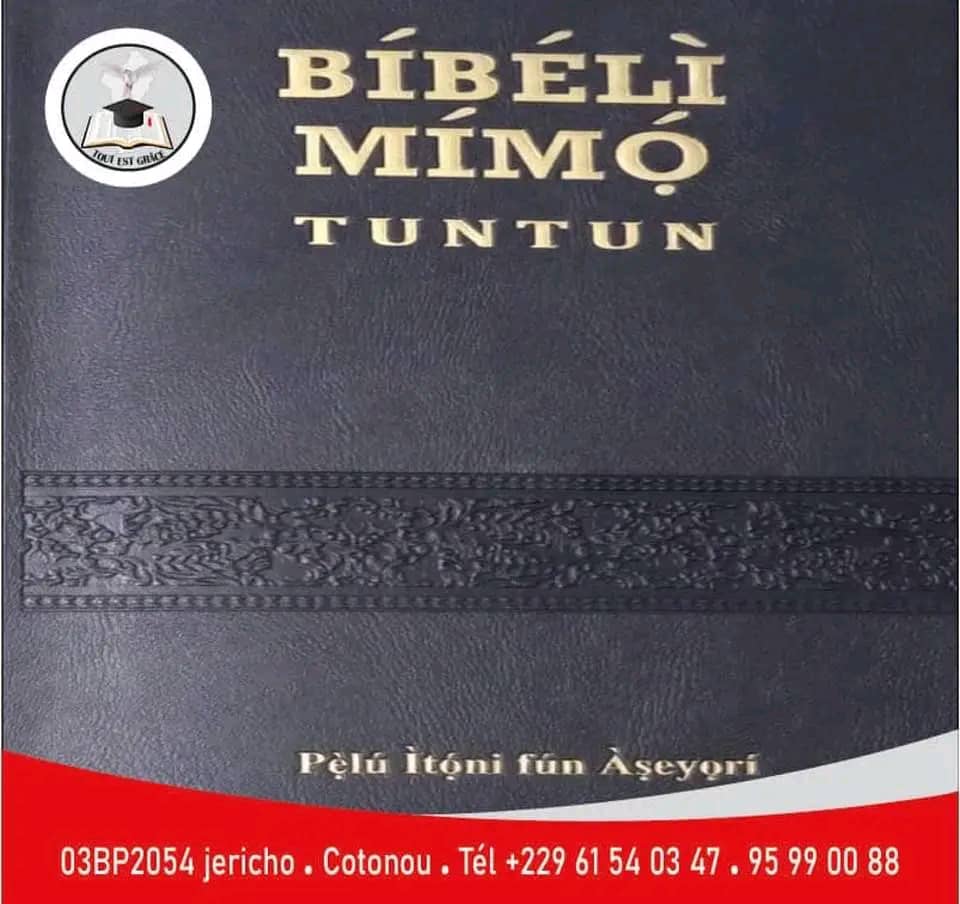 TOUT EST GRÂCE
BÍBÉLÌ
MÍMỌ́
TUNTUN
Pẹ̀lú Ìtọ́ni fún Àṣeyọrí
03BP2054 jericho . Cotonou . Tél +229 61 54 03 47 . 95 99 00 88